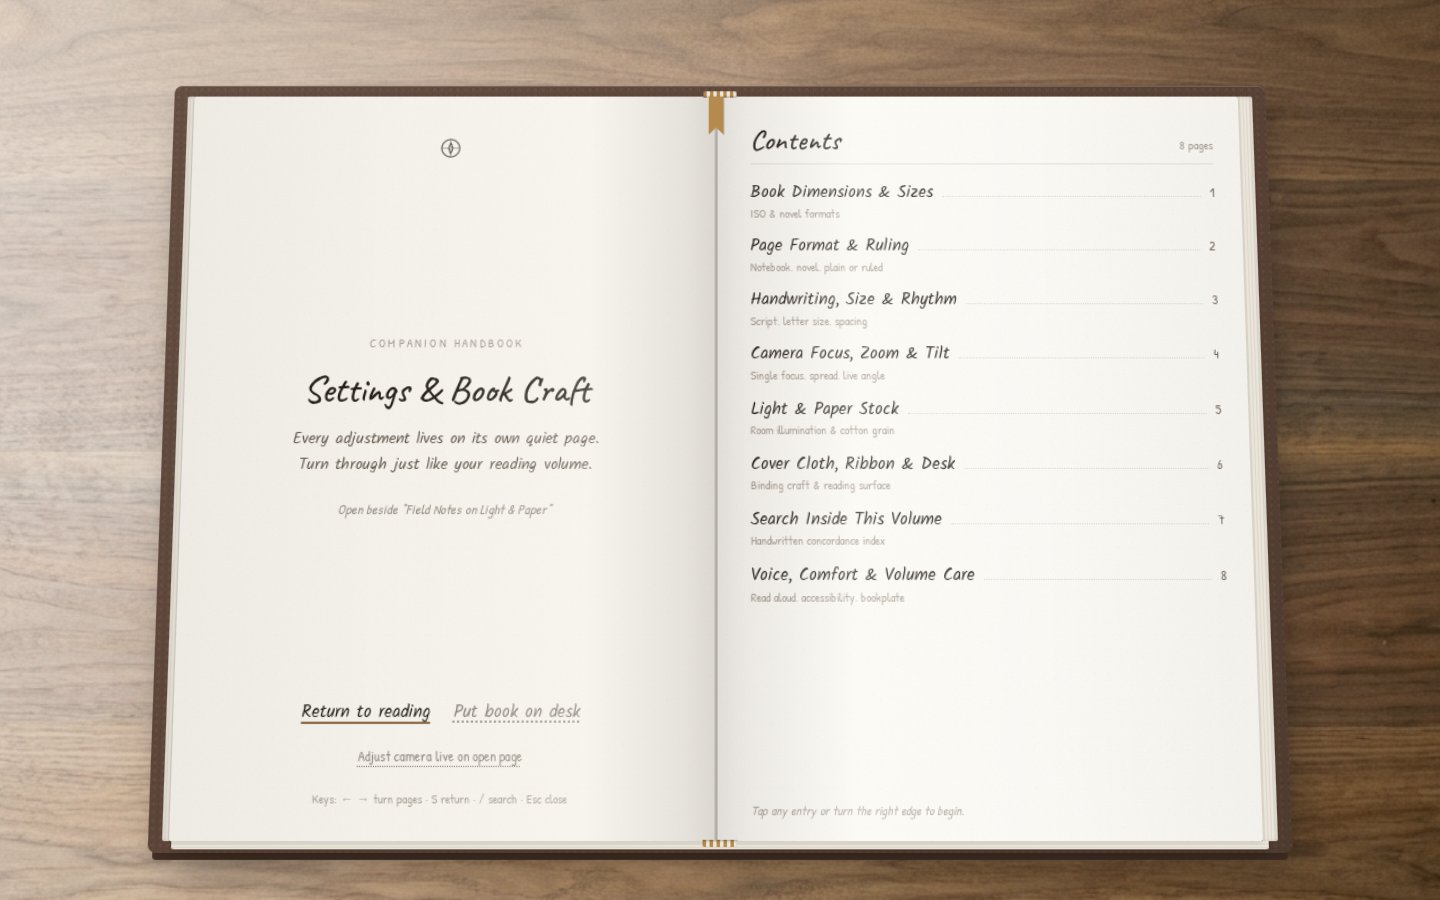 COMPANION HANDBOOK
Settings & Book Craft
Every adjustment lives on its own quiet page.
Turn through just like your reading volume.
Open beside "Field Notes on Light & Paper"
Return to reading
Put book on desk
Adjust camera live on open page
Keys: ← → turn pages · S return · / search · Esc close
Contents
8 pages
Book Dimensions & Sizes 1
ISO & novel formats
Page Format & Ruling 2
Notebook, novel, plain or ruled
Handwriting, Size & Rhythm 3
Script, letter size, spacing
Camera Focus, Zoom & Tilt 4
Single focus, spread, live angle
Light & Paper Stock 5
Room illumination & cotton grain
Cover Cloth, Ribbon & Desk 6
Binding craft & reading surface
Search Inside This Volume 7
Handwritten concordance index
Voice, Comfort & Volume Care 8
Read aloud, accessibility, bookplate
Tap any entry or turn the right edge to begin.